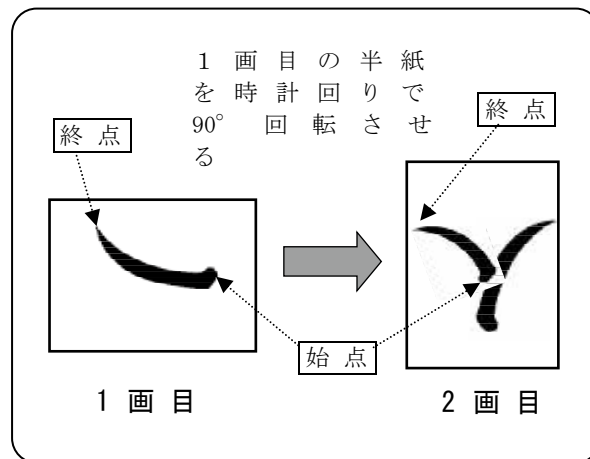 1画目の半紙
を時計回りで
90°回転させ
る
終点
終点
始点
1画目
2画目